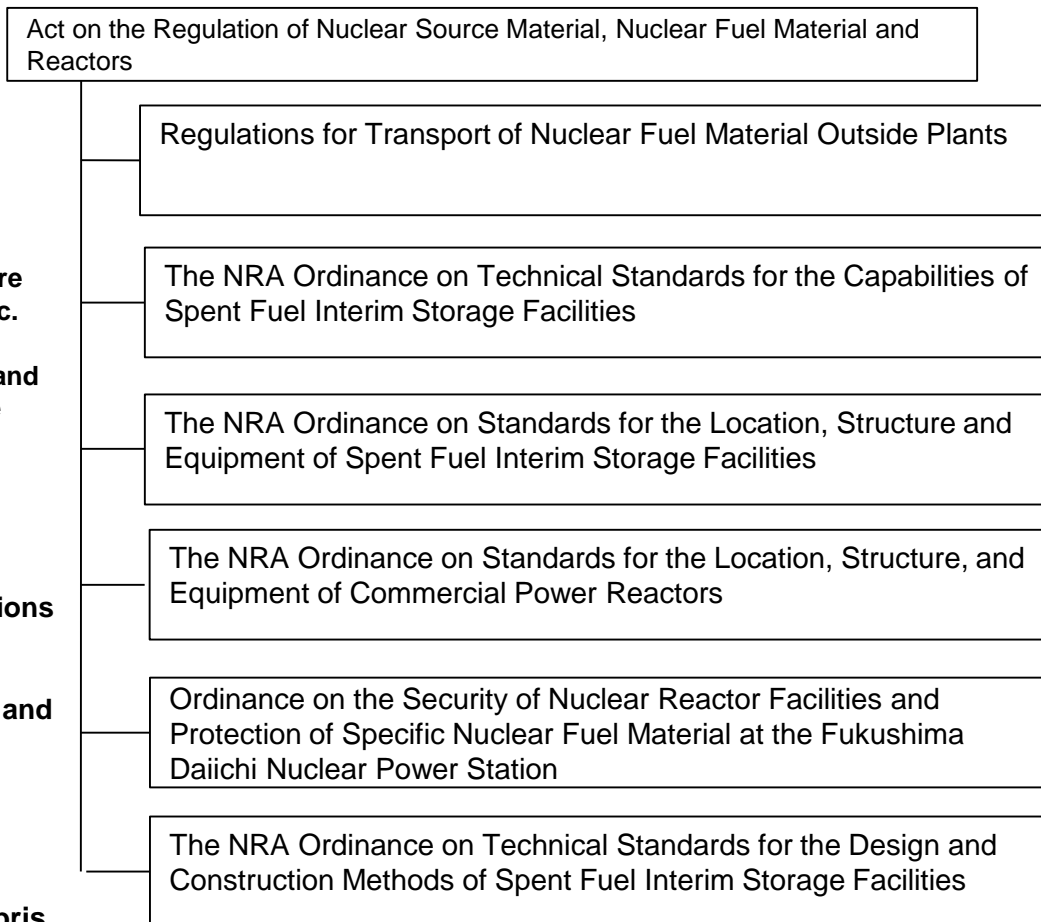 Act on the Regulation of Nuclear Source Material, Nuclear Fuel Material and
Reactors
Regulations for Transport of Nuclear Fuel Material Outside Plants
The NRA Ordinance on Technical Standards for the Capabilities of
Spent Fuel Interim Storage Facilities
and
The NRA Ordinance on Standards for the Location, Structure and
Equipment of Spent Fuel Interim Storage Facilities
The NRA Ordinance on Standards for the Location, Structure, and
Equipment of Commercial Power Reactors
and
Ordinance on the Security of Nuclear Reactor Facilities and
Protection of Specific Nuclear Fuel Material at the Fukushima
Daiichi Nuclear Power Station
The NRA Ordinance on Technical Standards for the Design and
Construction Methods of Spent Fuel Interim Storage Facilities